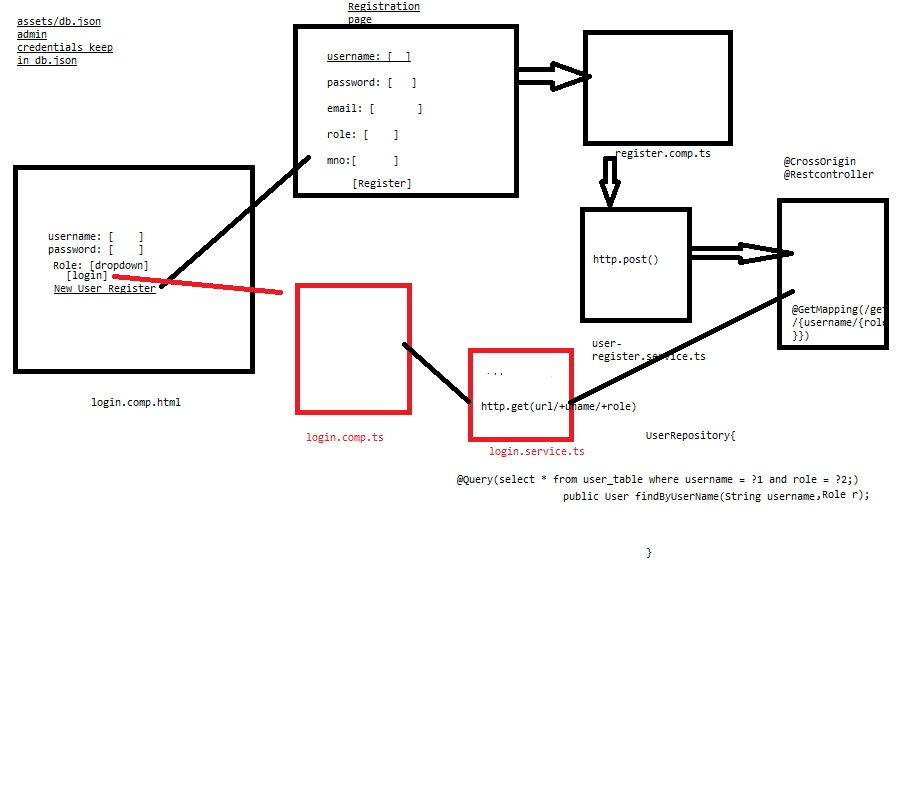 assets/db.json
admin
credentials keep
in db.json
Registration
page
username: [  ]
password: [   ]
email: [       ]
role: [    ]
mno:[      ]
[Register]
register.comp.ts
@CrossOrigin
@Restcontroller
username: [    ]
password: [    ]
Role: [dropdown]
[login]
New User Register
login.comp.html
http.post()
user-
register.service.ts
@GetMapping(/get
/{username/{role
}})
login.comp.ts
http.get(url/+uname/+role)
login.service.ts
UserRepository{
@Query(select * from user_table where username = ?1 and role = ?2;)
public User findByUserName(String username,Role r);
}